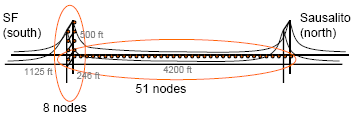 SF
(south)
Sausalito
(north)
500 ft
1125 ft
246 ft
4200 ft
51 nodes
8 nodes